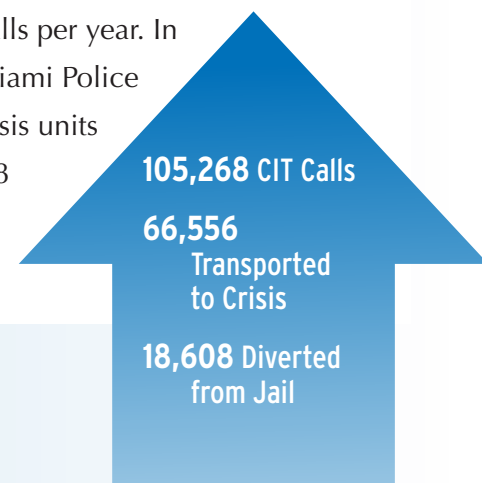 lls per year. In
iami Police
sis units
3
105,268 CIT Calls
66,556
Transported
to Crisis
18,608 Diverted
from Jail